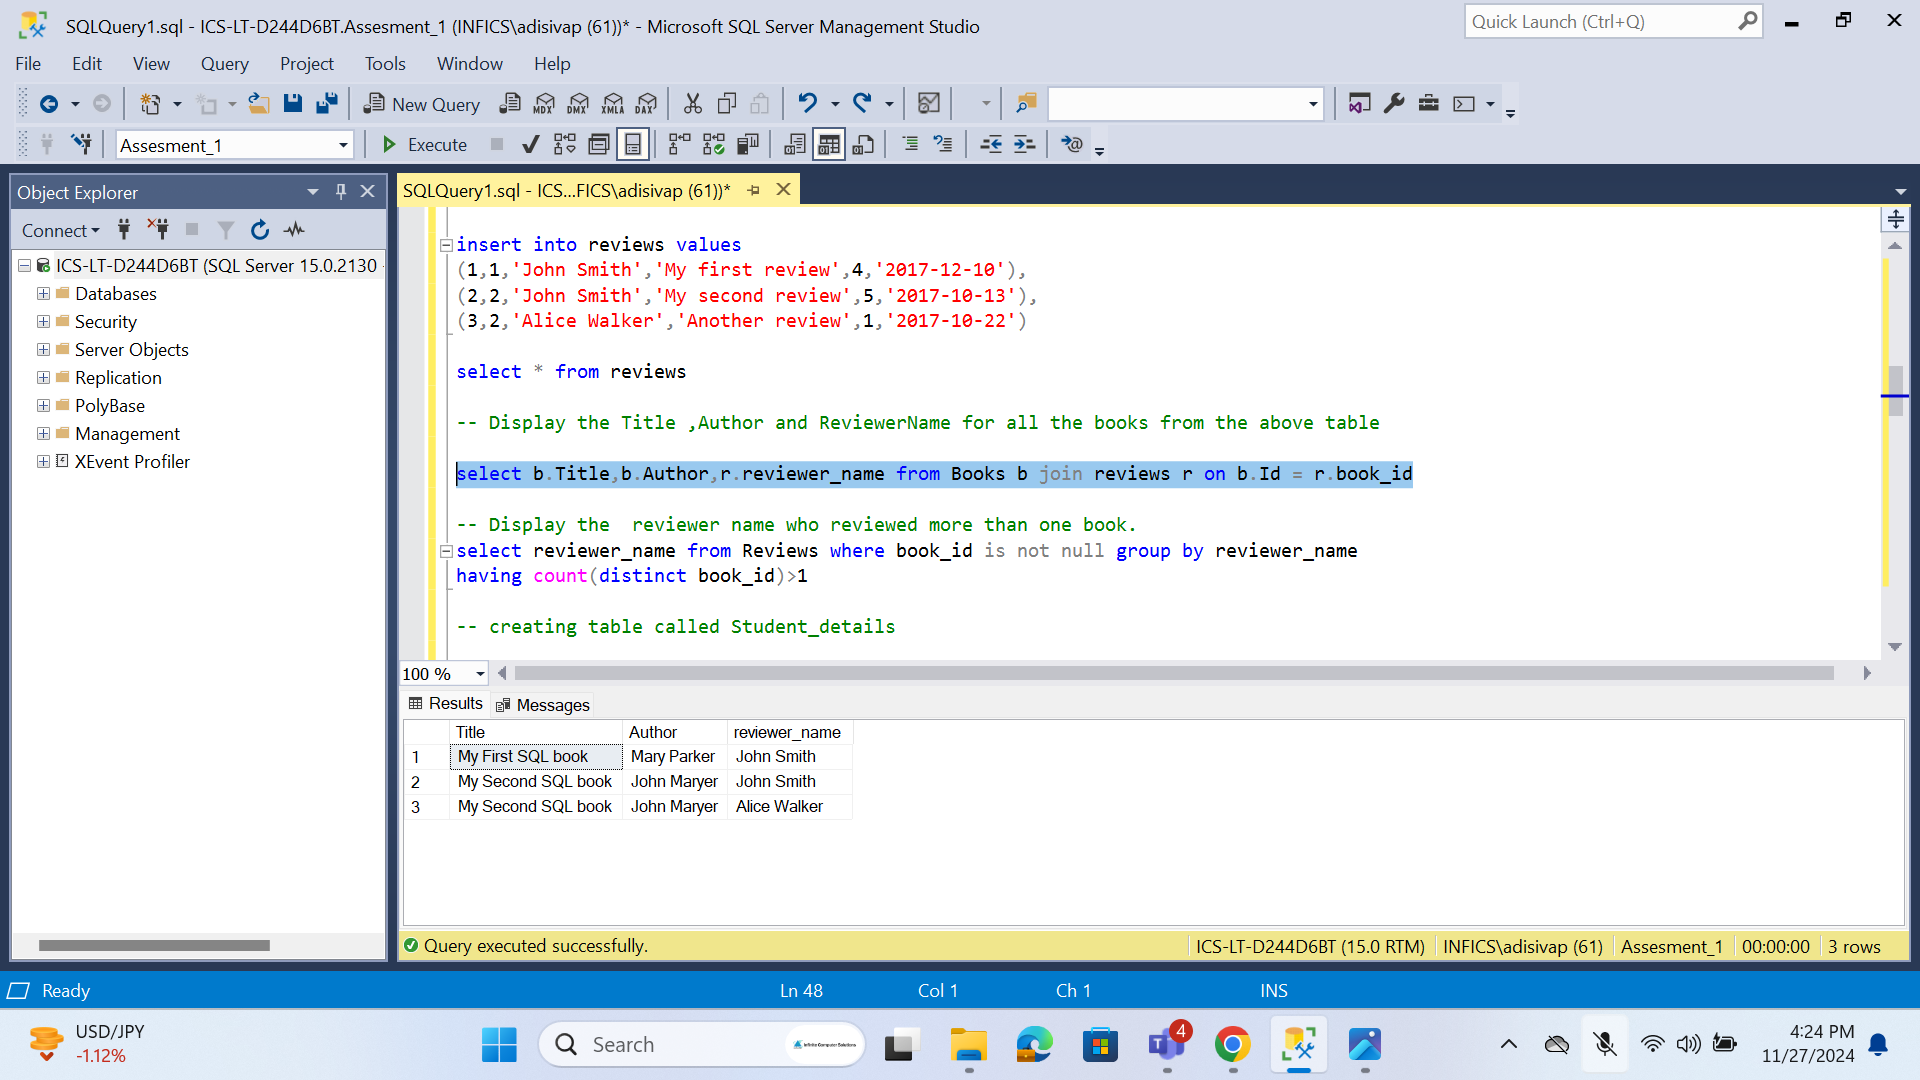 SQLQuery1.sql - ICS-LT-D244D6BT.Assesment_1 (INFICS\adisivap (61))* - Microsoft SQL Server Management Studio
Quick Launch (Ctrl+Q)
File Edit View Query Project Tools Window Help
New Query MDX DMX XMLA DAX
Assesment_1 Execute
Object Explorer
Connect
ICS-LT-D244D6BT (SQL Server 15.0.2130 -
Databases
Security
Server Objects
Replication
PolyBase
Management
XEvent Profiler
SQLQuery1.sql - ICS...FICS\adisivap (61))*
insert into reviews values
(1,1,'John Smith','My first review',4,'2017-12-10'),
(2,2,'John Smith','My second review',5,'2017-10-13'),
(3,2,'Alice Walker','Another review',1,'2017-10-22')
select * from reviews
-- Display the Title ,Author and ReviewerName for all the books from the above table
select b.Title,b.Author,r.reviewer_name from Books b join reviews r on b.Id = r.book_id
-- Display the  reviewer name who reviewed more than one book.
select reviewer_name from Reviews where book_id is not null group by reviewer_name
having count(distinct book_id)>1
-- creating table called Student_details
100 %
Results Messages
Title Author reviewer_name
1 My First SQL book Mary Parker John Smith
2 My Second SQL book John Maryer John Smith
3 My Second SQL book John Maryer Alice Walker
Query executed successfully. ICS-LT-D244D6BT (15.0 RTM) INFICS\adisivap (61) Assesment_1 00:00:00 3 rows
Ready Ln 48 Col 1 Ch 1 INS
USD/JPY
-1.12%
Search
Infinite Computer Solutions
4
4:24 PM
11/27/2024